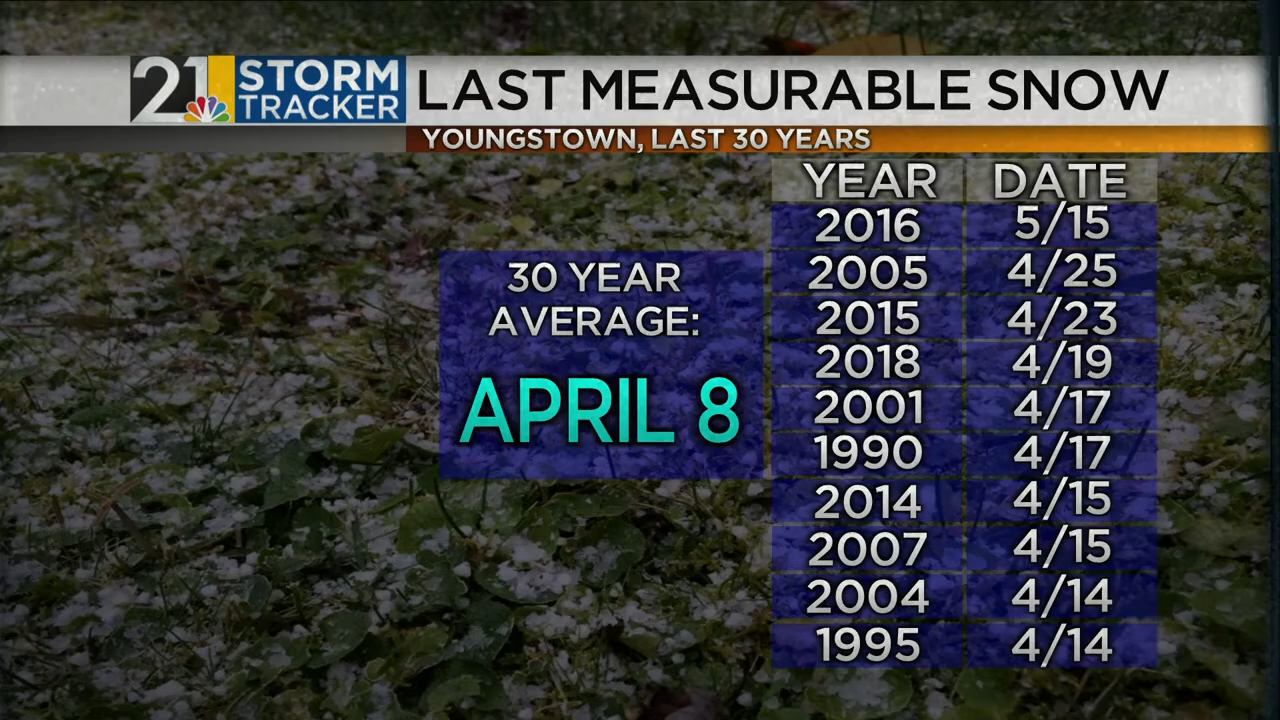 21 STORM TRACKER
LAST MEASURABLE SNOW
YOUNGSTOWN, LAST 30 YEARS
30 YEAR
AVERAGE:
APRIL 8
YEAR DATE
2016 5/15
2005 4/25
2015 4/23
2018 4/19
2001 4/17
1990 4/17
2014 4/15
2007 4/15
2004 4/14
1995 4/14